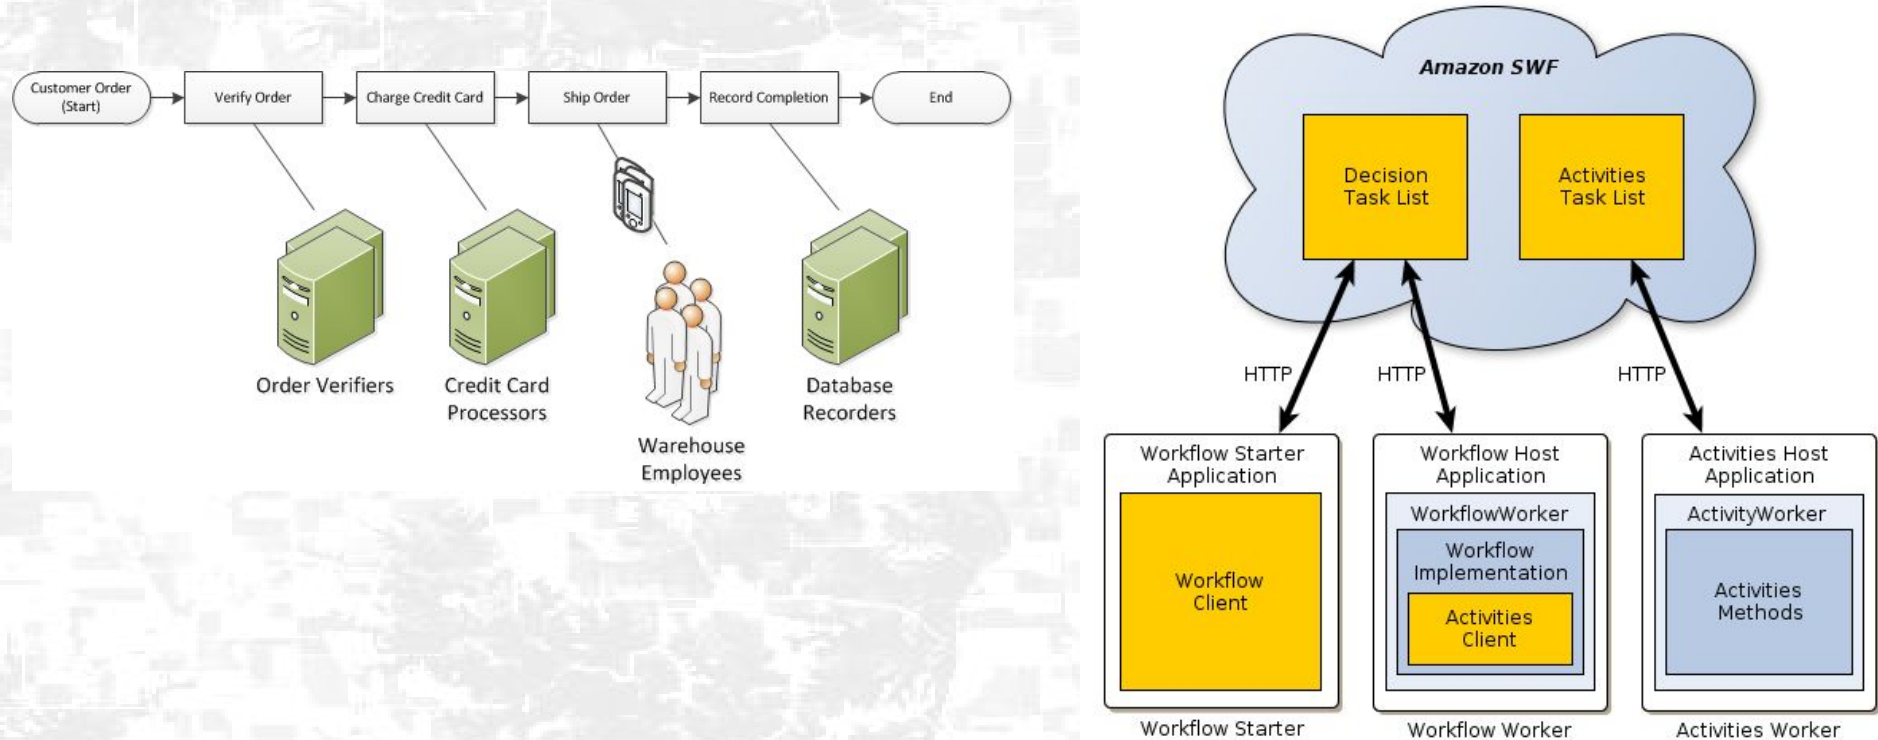 Customer Order
(Start)
Verify Order
Charge Credit Card
Ship Order
Record Completion
End
Order Verifiers
Credit Card
Processors
Warehouse
Employees
Database
Recorders
Amazon SWF
Decision
Task List
Activities
Task List
HTTP
HTTP
HTTP
Workflow Starter
Application
Workflow
Client
Workflow Starter
Workflow Host
Application
WorkflowWorker
Workflow
Implementation
Activities
Client
Workflow Worker
Activities Host
Application
ActivityWorker
Activities
Methods
Activities Worker